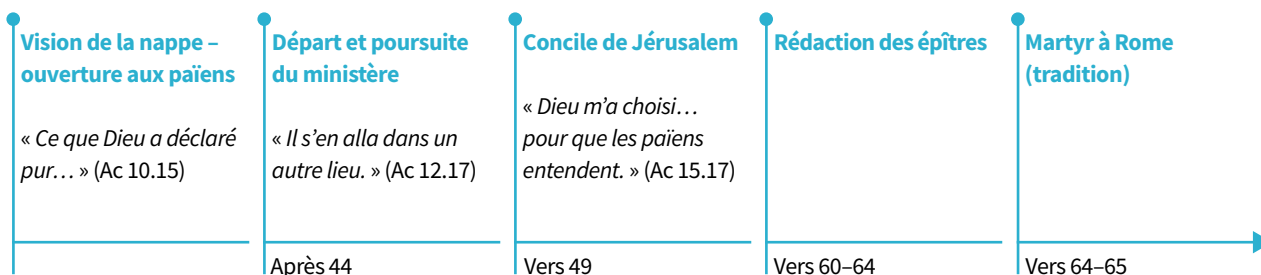 Vision de la nappe –
ouverture aux païens
« Ce que Dieu a déclaré
pur… » (Ac 10.15)
Départ et poursuite
du ministère
« Il s’en alla dans un
autre lieu. » (Ac 12.17)
Après 44
Concile de Jérusalem
« Dieu m’a choisi…
pour que les païens
entendent. » (Ac 15.17)
Vers 49
Rédaction des épîtres
Vers 60–64
Martyr à Rome
(tradition)
Vers 64–65